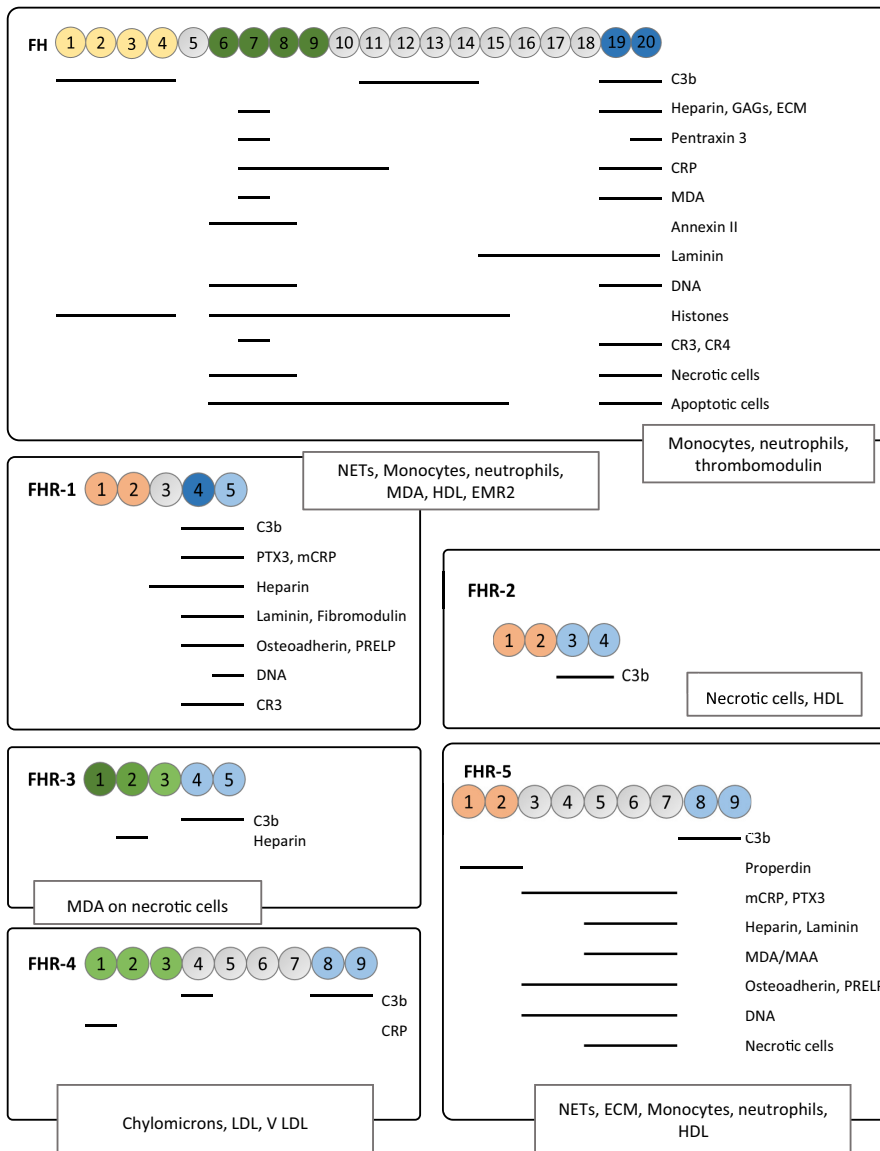 FH 1 2 3 4 5 6 7 8 9 10 11 12 13 14 15 16 17 18 19 20
C3b
Heparin, GAGs, ECM
Pentraxin 3
CRP
MDA
Annexin II
Laminin
DNA
Histones
CR3, CR4
Necrotic cells
Apoptotic cells
Monocytes, neutrophils,
thrombomodulin
FHR-1 1 2 3 4 5
NETs, Monocytes, neutrophils,
MDA, HDL, EMR2
C3b
PTX3, mCRP
Heparin
Laminin, Fibromodulin
Osteoadherin, PRELP
DNA
CR3
FHR-2
1 2 3 4
C3b
Necrotic cells, HDL
FHR-3 1 2 3 4 5
C3b
Heparin
MDA on necrotic cells
FHR-5
1 2 3 4 5 6 7 8 9
C3b
Properdin
mCRP, PTX3
Heparin, Laminin
MDA/MAA
Osteoadherin, PRELP
DNA
Necrotic cells
NETs, ECM, Monocytes, neutrophils,
HDL
FHR-4 1 2 3 4 5 6 7 8 9
C3b
CRP
Chylomicrons, LDL, V LDL